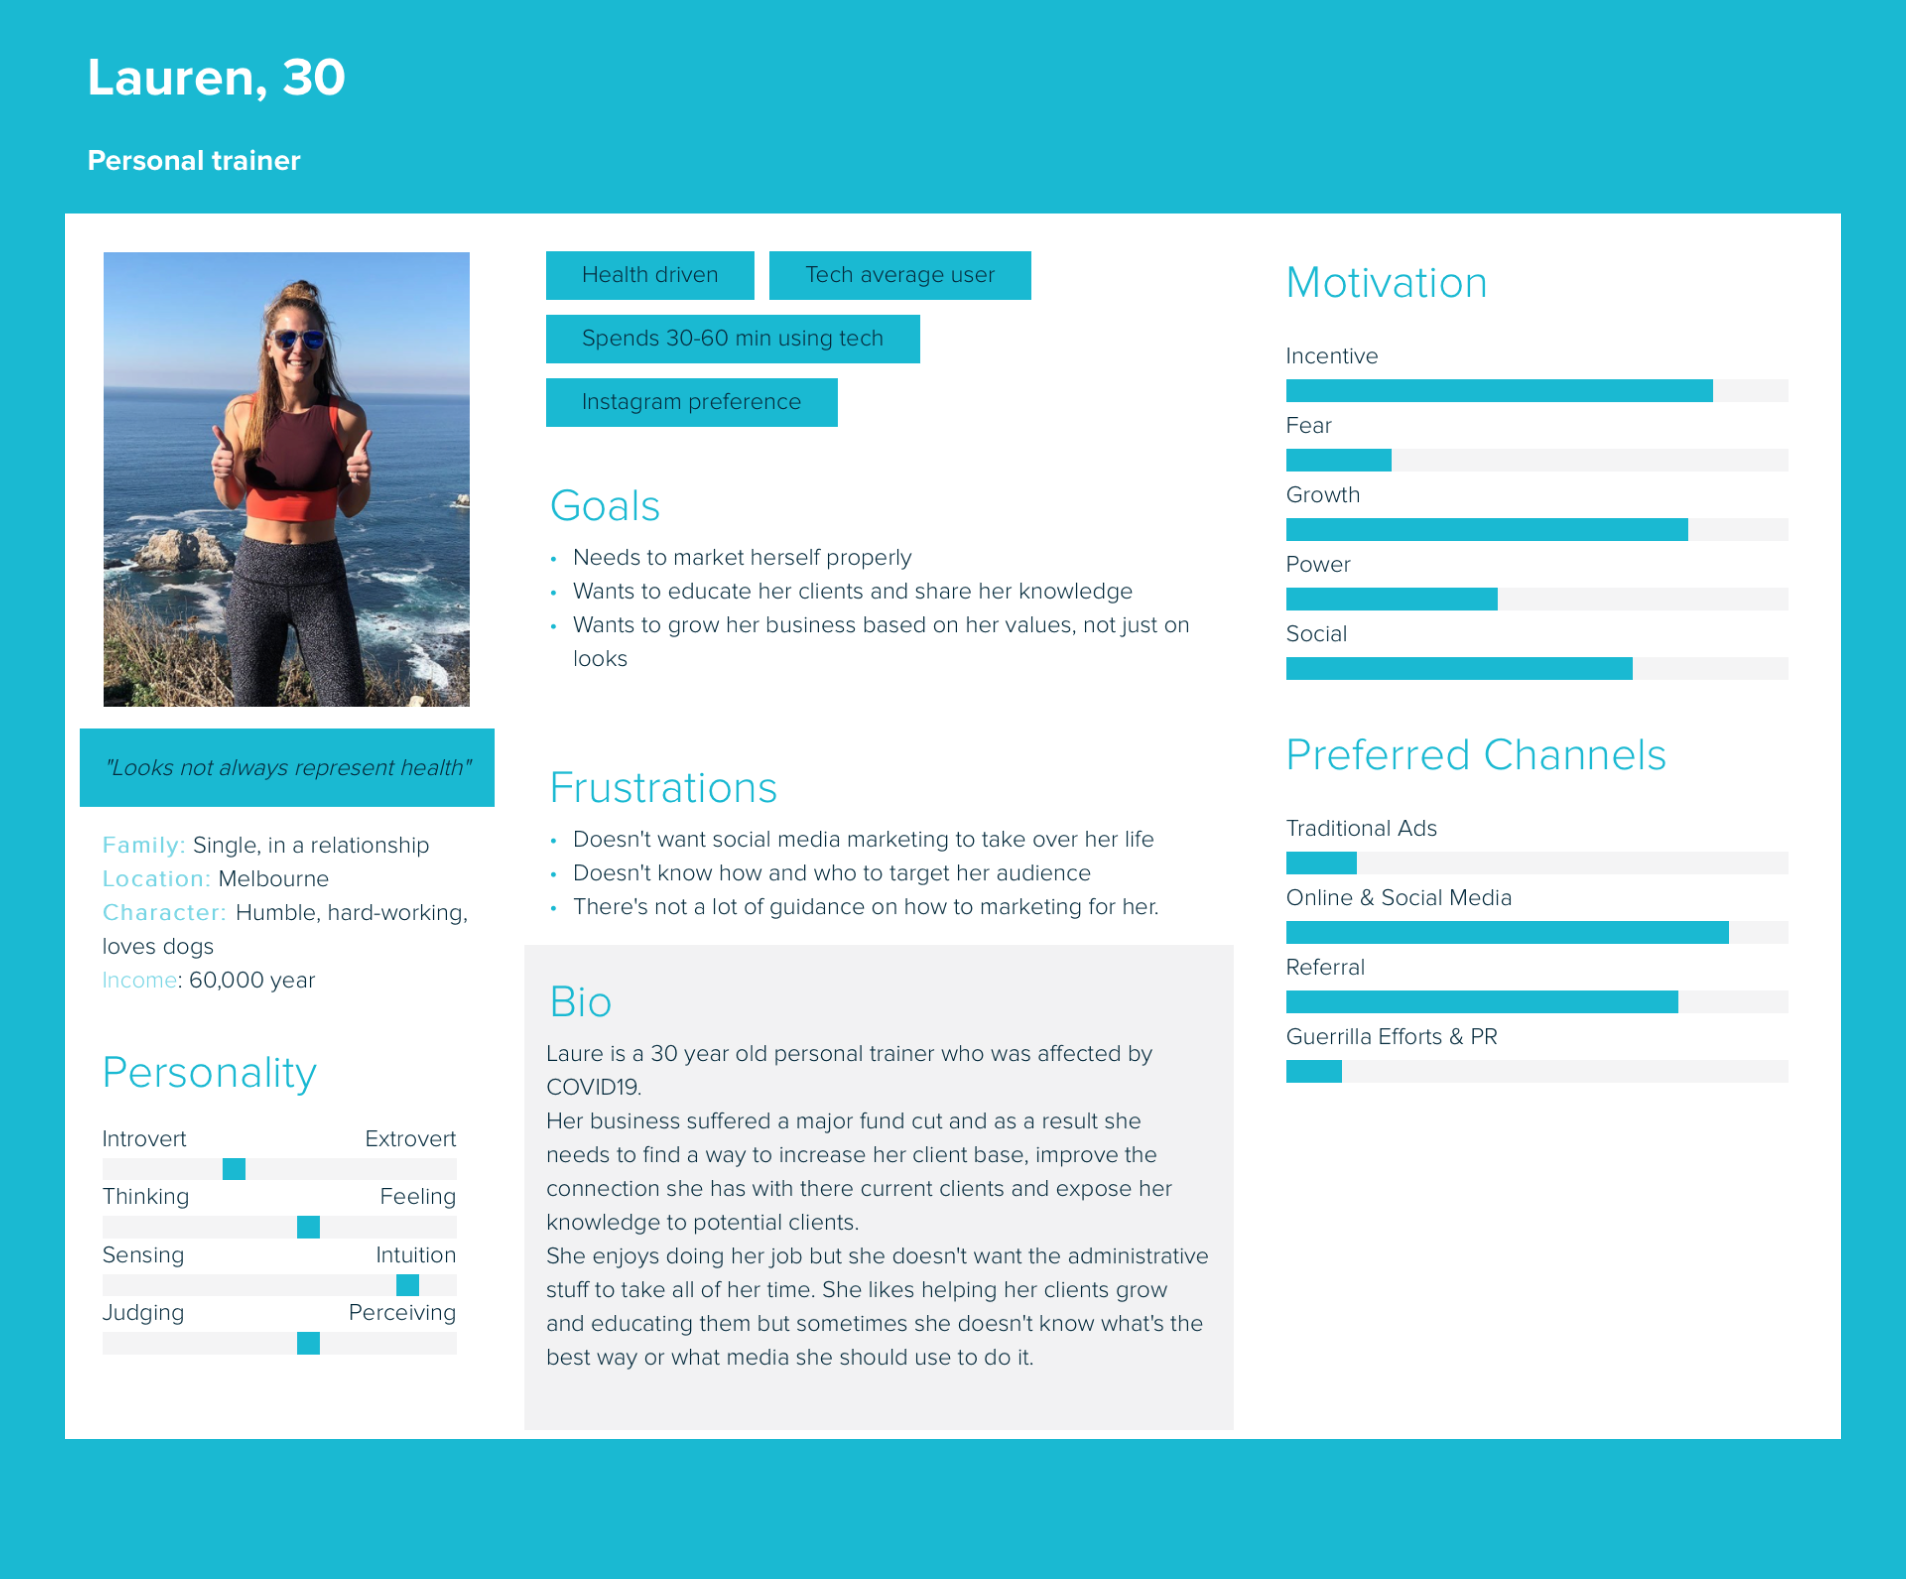 Lauren, 30
Personal trainer
"Looks not always represent health"
Family: Single, in a relationship
Location: Melbourne
Character: Humble, hard-working,
loves dogs
Income: 60,000 year
Personality
Introvert Extrovert
Thinking Feeling
Sensing Intuition
Judging Perceiving
Health driven Tech average user
Spends 30-60 min using tech
Instagram preference
Goals
• Needs to market herself properly
• Wants to educate her clients and share her knowledge
• Wants to grow her business based on her values, not just on
looks
Frustrations
• Doesn't want social media marketing to take over her life
• Doesn't know how and who to target her audience
• There's not a lot of guidance on how to marketing for her.
Bio
Laure is a 30 year old personal trainer who was affected by
COVID19.
Her business suffered a major fund cut and as a result she
needs to find a way to increase her client base, improve the
connection she has with there current clients and expose her
knowledge to potential clients.
She enjoys doing her job but she doesn't want the administrative
stuff to take all of her time. She likes helping her clients grow
and educating them but sometimes she doesn't know what's the
best way or what media she should use to do it.
Motivation
Incentive
Fear
Growth
Power
Social
Preferred Channels
Traditional Ads
Online & Social Media
Referral
Guerrilla Efforts & PR